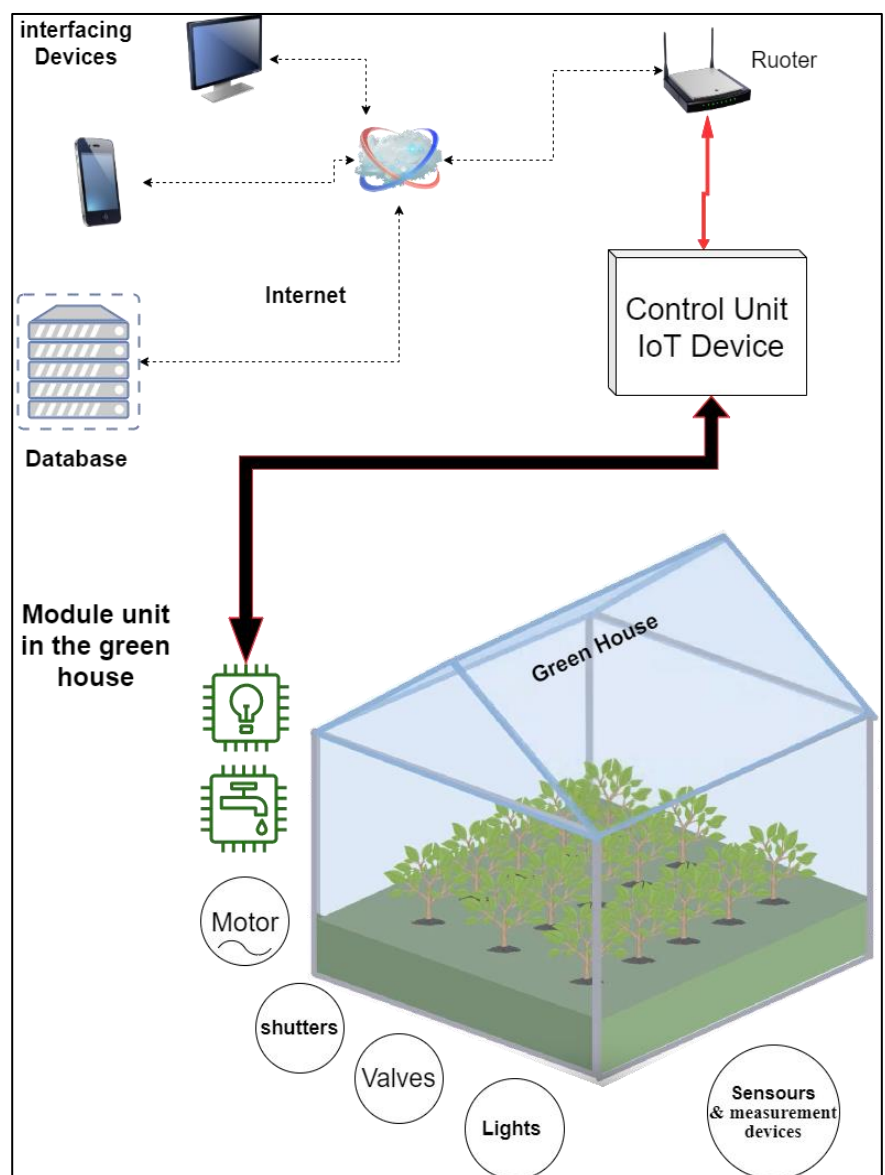 interfacing
Devices
Ruoter
Internet
Control Unit
IoT Device
Database
Module unit
in the green
house
Green House
Motor
shutters
Valves
Lights
Sensours
& measurement
devices